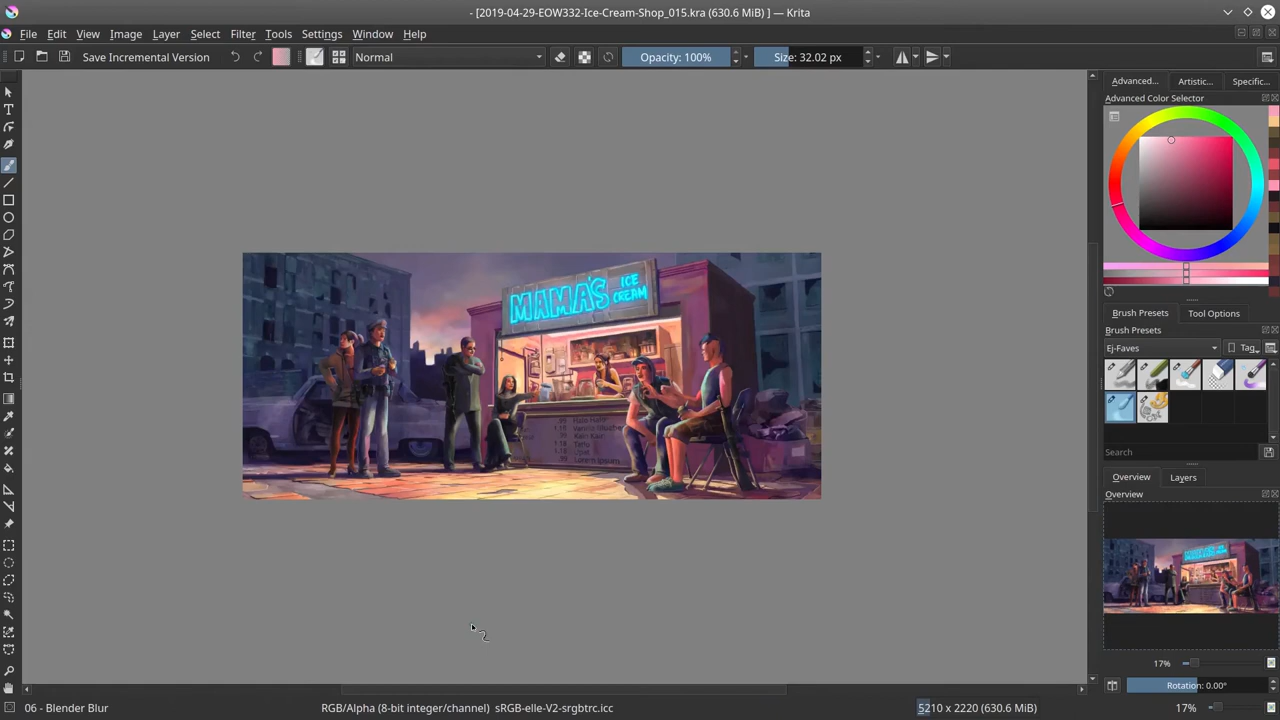 - [2019-04-29-EOW332-Ice-Cream-Shop_015.kra (630.6 MiB) ] — Krita
File Edit View Image Layer Select Filter Tools Settings Window Help
Save Incremental Version Normal Opacity: 100% Size: 32.02 px
Advanced... Artistic... Specific...
Advanced Color Selector
MAMA'S ICE
CREAM
Brush Presets Tool Options
Brush Presets
Ej-Faves Tag
Search
Overview Layers
Overview
17%
Rotation: 0.00°
06 - Blender Blur RGB/Alpha (8-bit integer/channel) sRGB-elle-V2-srgbtrc.icc 5210 x 2220 (630.6 MiB) 17%